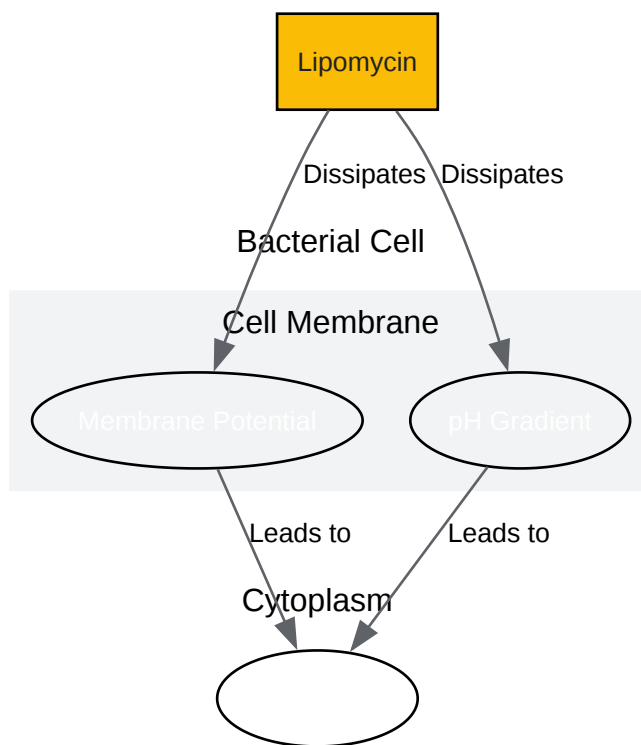 Lipomycin
Dissipates
Dissipates
Bacterial Cell
Cell Membrane
Membrane Potential
pH Gradient
Leads to
Leads to
Cytoplasm